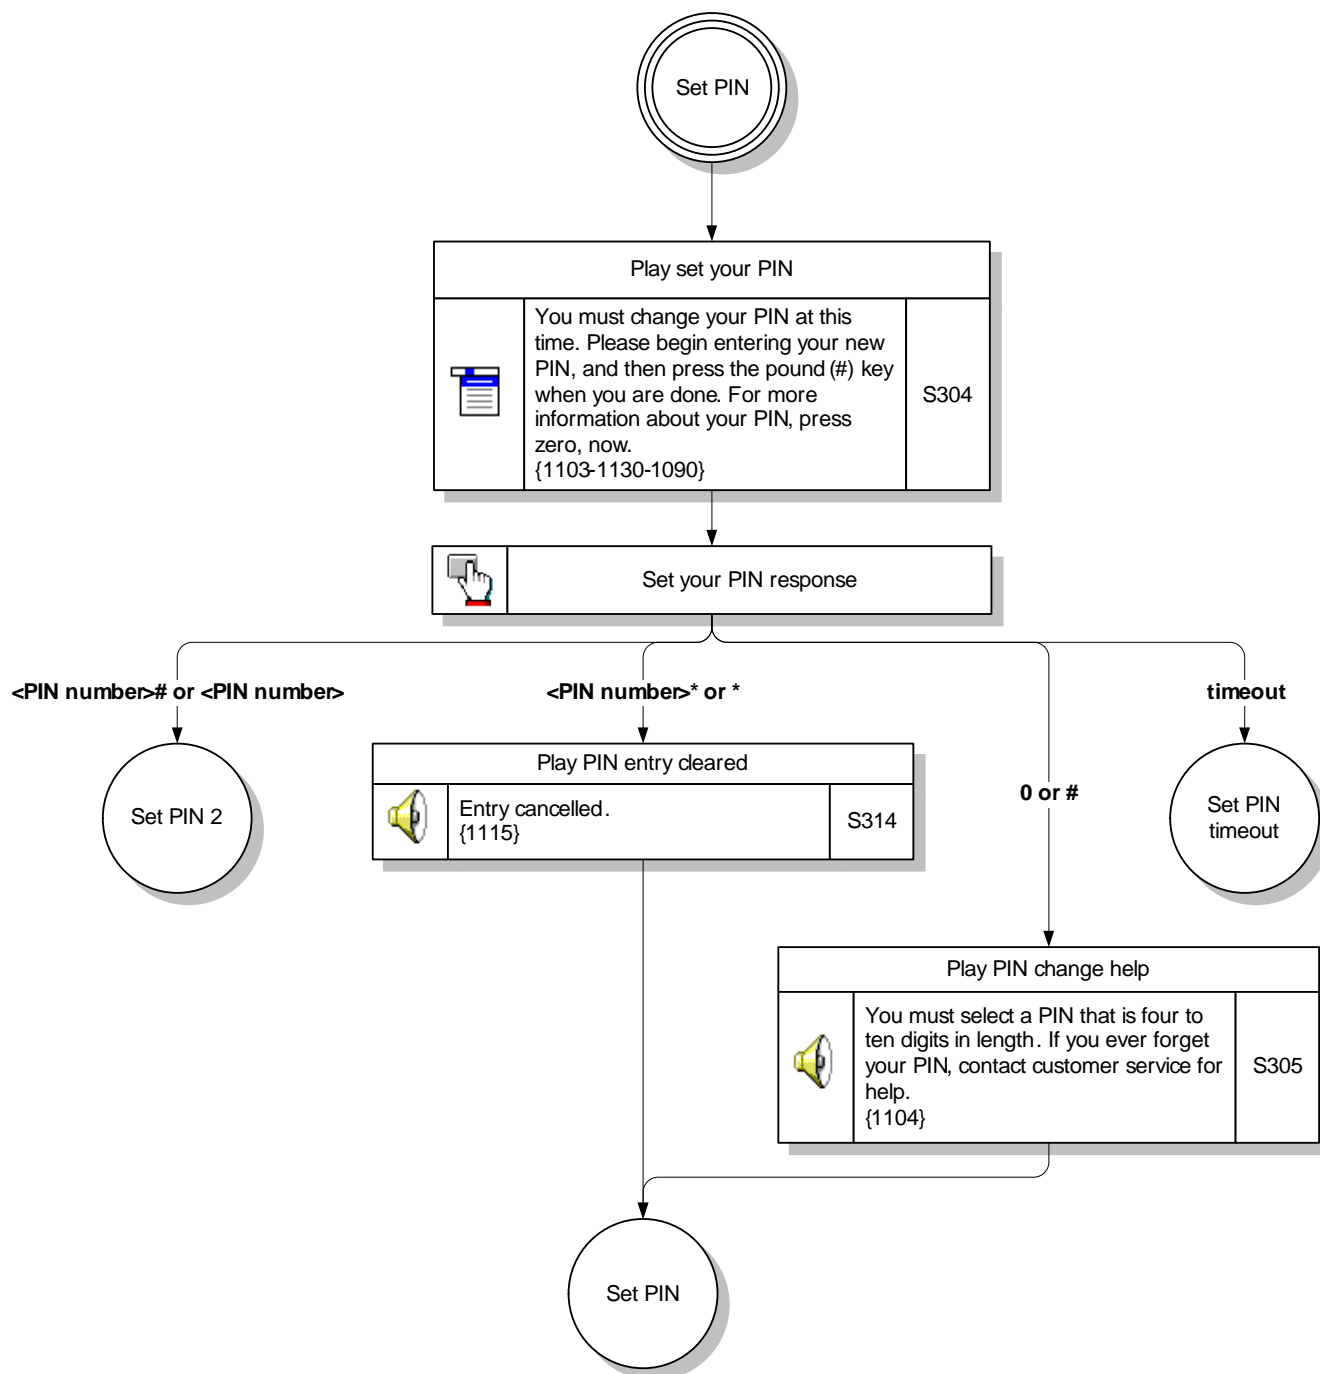 Set PIN
Play set your PIN
You must change your PIN at this
time. Please begin entering your new
PIN, and then press the pound (#) key
when you are done. For more
information about your PIN, press
zero, now.
{1103-1130-1090}
S304
Set your PIN response
<PIN number># or <PIN number>
<PIN number>* or *
timeout
Set PIN 2
Play PIN entry cleared
Entry cancelled.
{1115}
S314
0 or #
Set PIN
timeout
Play PIN change help
You must select a PIN that is four to
ten digits in length. If you ever forget
your PIN, contact customer service for
help.
{1104}
S305
Set PIN